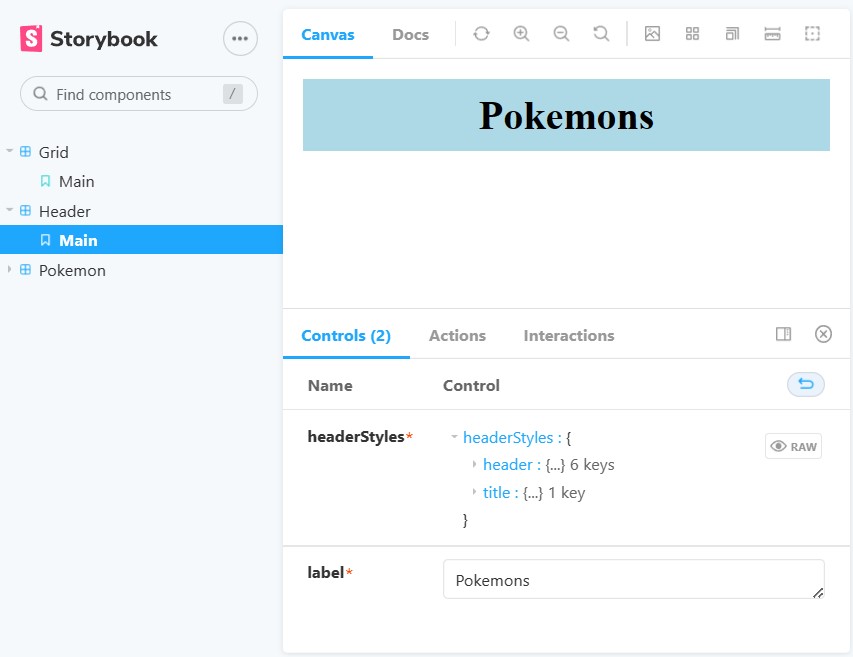 Storybook
Find components /
Grid
Main
Header
Main
Pokemon
Canvas Docs
Pokemons
Controls (2) Actions Interactions
Name Control
headerStyles* headerStyles : {
RAW
header : {...} 6 keys
title : {...} 1 key
}
label* Pokemons